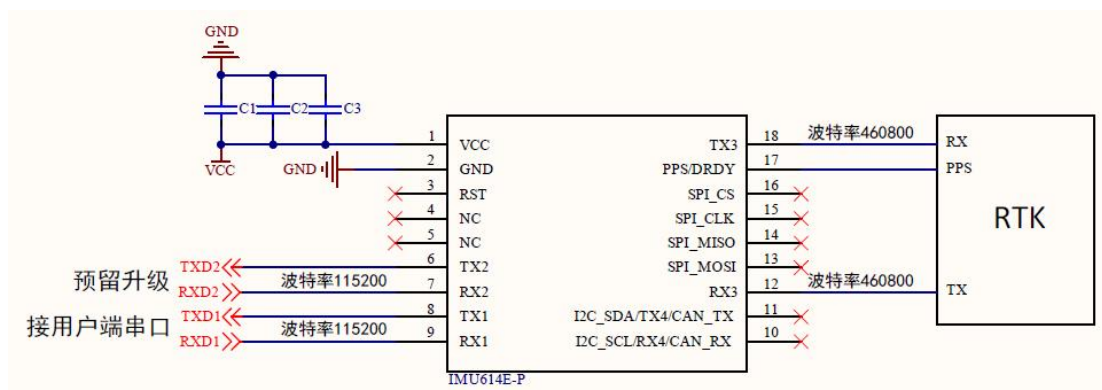 GND
C1
C2
C3
VCC
GND
1 VCC
2 GND
3 RST
4 NC
5 NC
6 TX2
7 RX2
8 TX1
9 RX1
预留升级
TXD2
RXD2
波特率115200
接用户端串口
TXD1
RXD1
波特率115200
TX3 18
PPS/DRDY 17
SPI_CS 16
SPI_CLK 15
SPI_MISO 14
SPI_MOSI 13
RX3 12
I2C_SDA/TX4/CAN_TX 11
I2C_SCL/RX4/CAN_RX 10
IMU614E-P
波特率460800
波特率460800
RX
PPS
RTK
TX